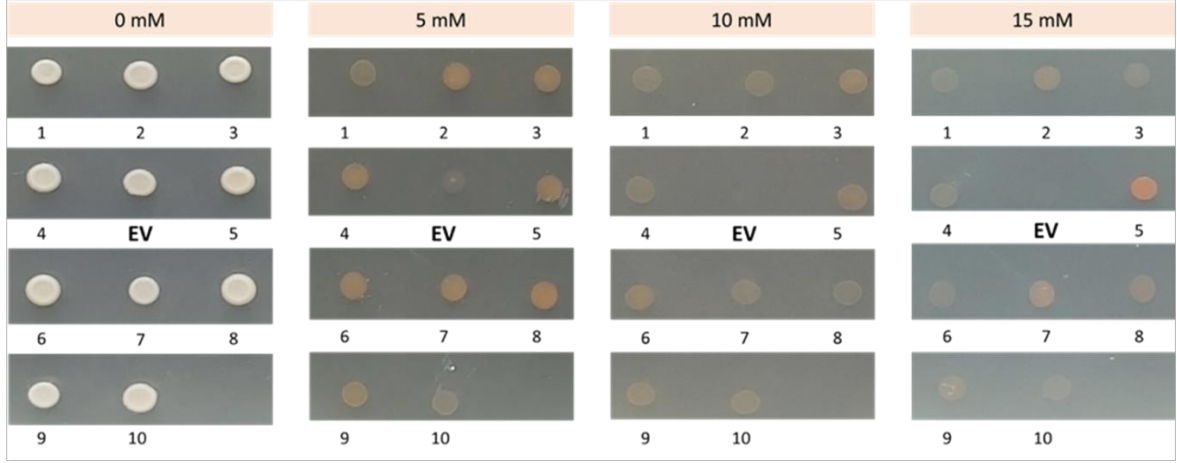 0 mM 5 mM 10 mM 15 mM
1 2 3 1 2 3 1 2 3 1 2 3
4 EV 5 4 EV 5 4 EV 5 4 EV 5
6 7 8 6 7 8 6 7 8 6 7 8
9 10 9 10 9 10 9 10